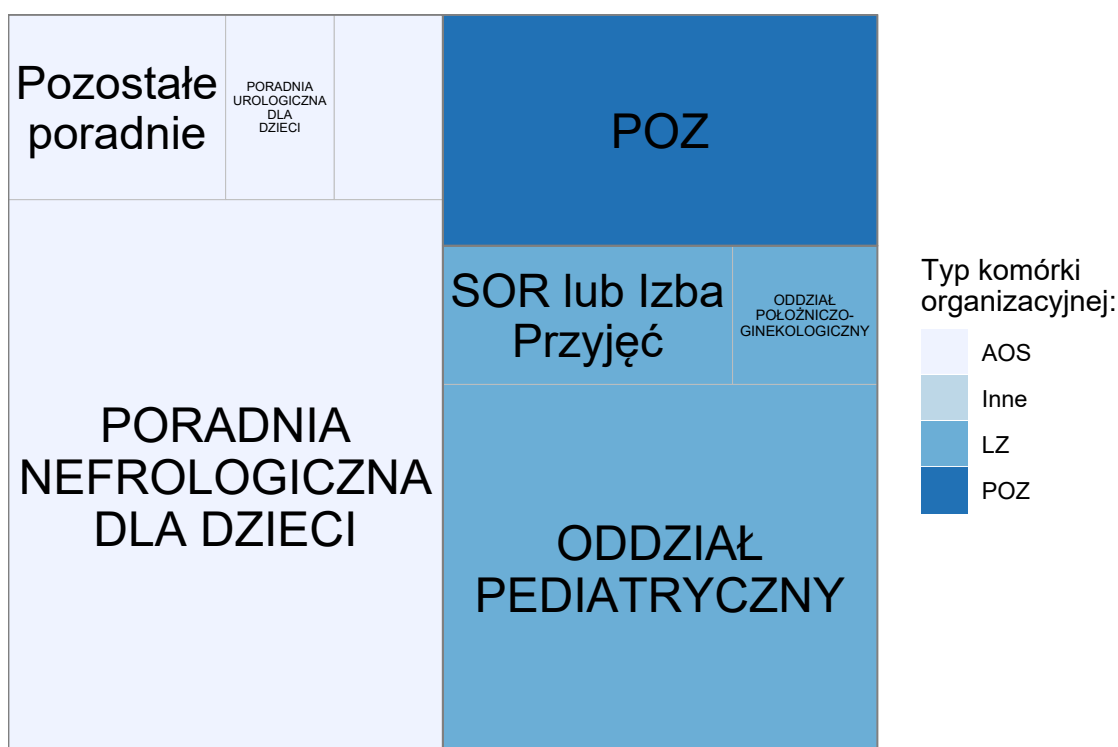 Pozostałe
poradnie
PORADNIA
UROLOGICZNA
DLA
DZIECI
PORADNIA
NEFROLOGICZNA
DLA DZIECI
POZ
SOR lub Izba
Przyjęć
ODDZIAŁ
POŁOŻNICZO-
GINEKOLOGICZNY
ODDZIAŁ
PEDIATRYCZNY
Typ komórki
organizacyjnej:
AOS
Inne
LZ
POZ